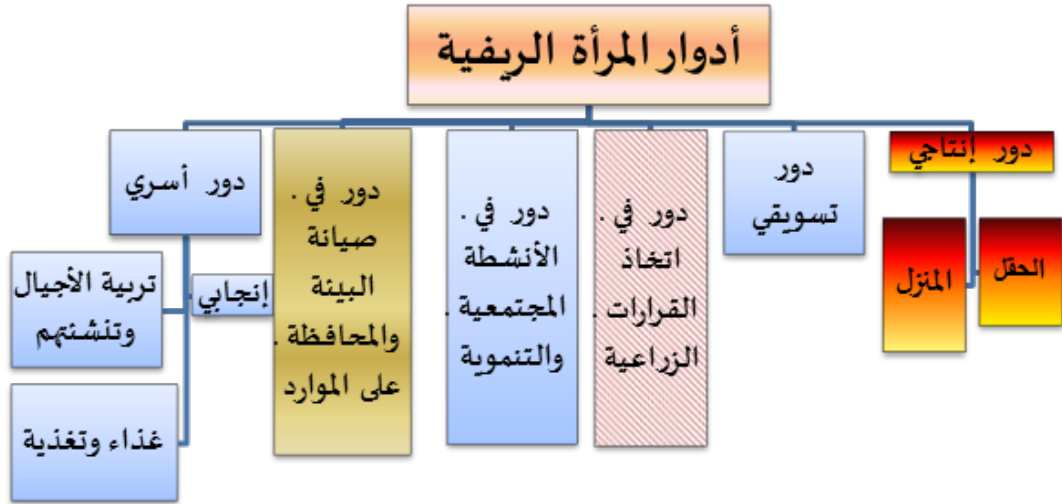 أدوار المرأة الريفية
دور إنتاجي
الحقل
المنزل
دور
تسويقي
دور في .
اتخاذ
القرارات .
الزراعية
دور في .
الأنشطة
المجتمعية .
والتنموية
دور في .
صيانة
البيئة
والمحافظة .
على الموارد
دور أسري
إنجابي
تربية الأجيال
وتنشئتهم
غذاء وتغذية